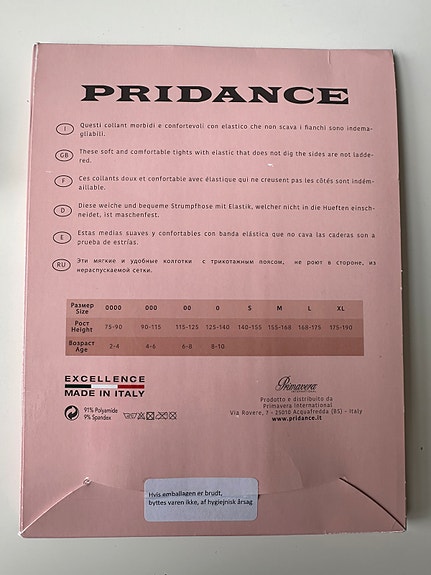 PRIDANCE
I Questi collant morbidi e confortevoli con elastico che non scava i fianchi sono indema-
gliabili.
GB These soft and comfortable tights with elastic that does not dig the sides are not ladde-
red.
F Ces collants doux et confortable avec élastique qui ne creusent pas les côtés sont indém-
aillable.
D Diese weiche und bequeme Strumpfhose mit Elastik, welcher nicht in die Hueften einsch-
neidet, ist maschenfest.
E Estas medias suaves y confortables con banda elástica que no cava las caderas son a
prueba de estrías.
RU Эти мягкие и удобные колготки с трикотажным поясом, не роют в стороне, из
нераспускаемой сетки.
Размер
Size 0000 000 00 0 S M L XL
Рост
Height 75-90 90-115 115-125 125-140 140-155 155-168 168-175 175-190
Возраст
Age 2-4 4-6 6-8 8-10
EXCELLENCE
MADE IN ITALY
91% Polyamide
9% Spandex
Primavera
Prodotto e distribuito da
Primavera International
Via Rovere, 7 - 25010 Acquafredda (BS) - Italy
www.pridance.it
Hvis emballagen er brudt,
byttes varen ikke, af hygiejnisk årsag